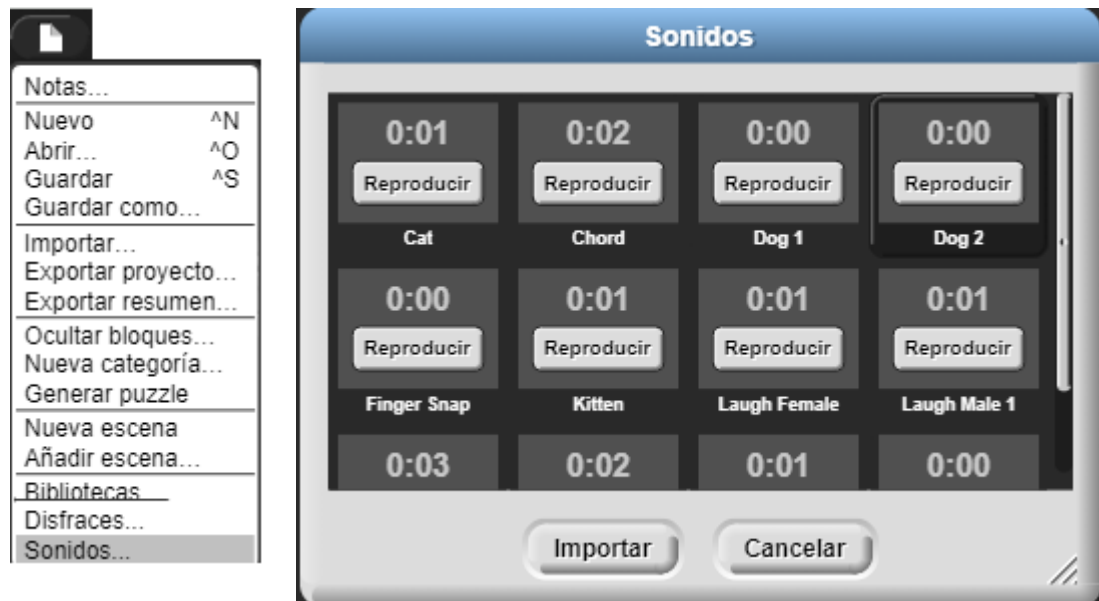 Notas...
Nuevo ^N
Abrir... ^O
Guardar ^S
Guardar como...
Importar...
Exportar proyecto...
Exportar resumen...
Ocultar bloques...
Nueva categoría...
Generar puzzle
Nueva escena
Añadir escena...
Bibliotecas
Disfraces...
Sonidos...
Sonidos
0:01 0:02 0:00 0:00
Reproducir Reproducir Reproducir Reproducir
Cat Chord Dog 1 Dog 2
0:00 0:01 0:01 0:01
Reproducir Reproducir Reproducir Reproducir
Finger Snap Kitten Laugh Female Laugh Male 1
0:03 0:02 0:01 0:00
Importar Cancelar